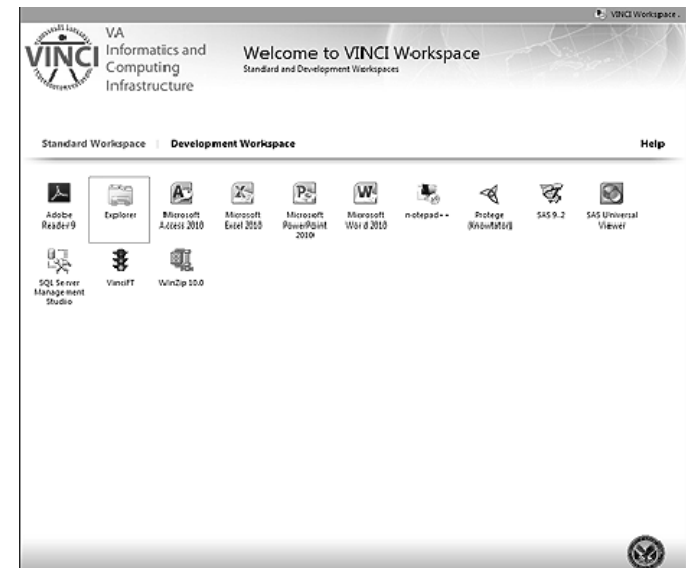 VINCI Workspace .
VINCI
VA
Informatics and
Computing
Infrastructure
Welcome to VINCI Workspace
Standard and Development Workspaces
Standard Workspace | Development Workspace
Help
Adobe
Reader 9
Explorer
Microsoft
Access 2010
Microsoft
Excel 2010
Microsoft
PowerPoint
2010
Microsoft
Word 2010
notepad++
Protege
(Knowtator)
SAS 9.2
SAS Universal
Viewer
SQL Server
Management
Studio
VinciFT
WinZip 10.0